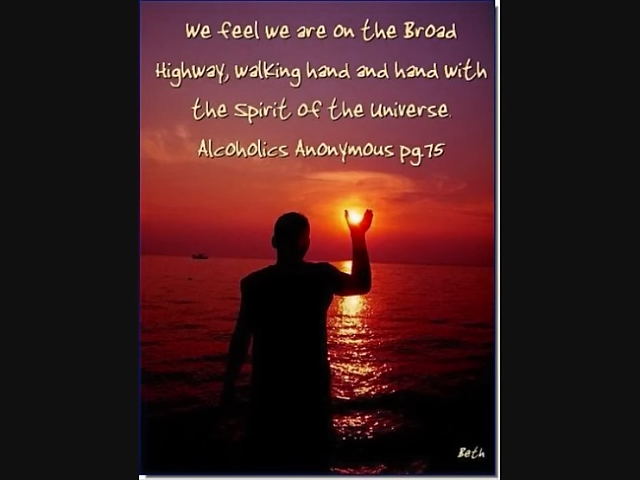 We feel we are on the Broad
Highway, walking hand and hand with
the Spirit of the Universe.
Alcoholics Anonymous pg.75
Beth